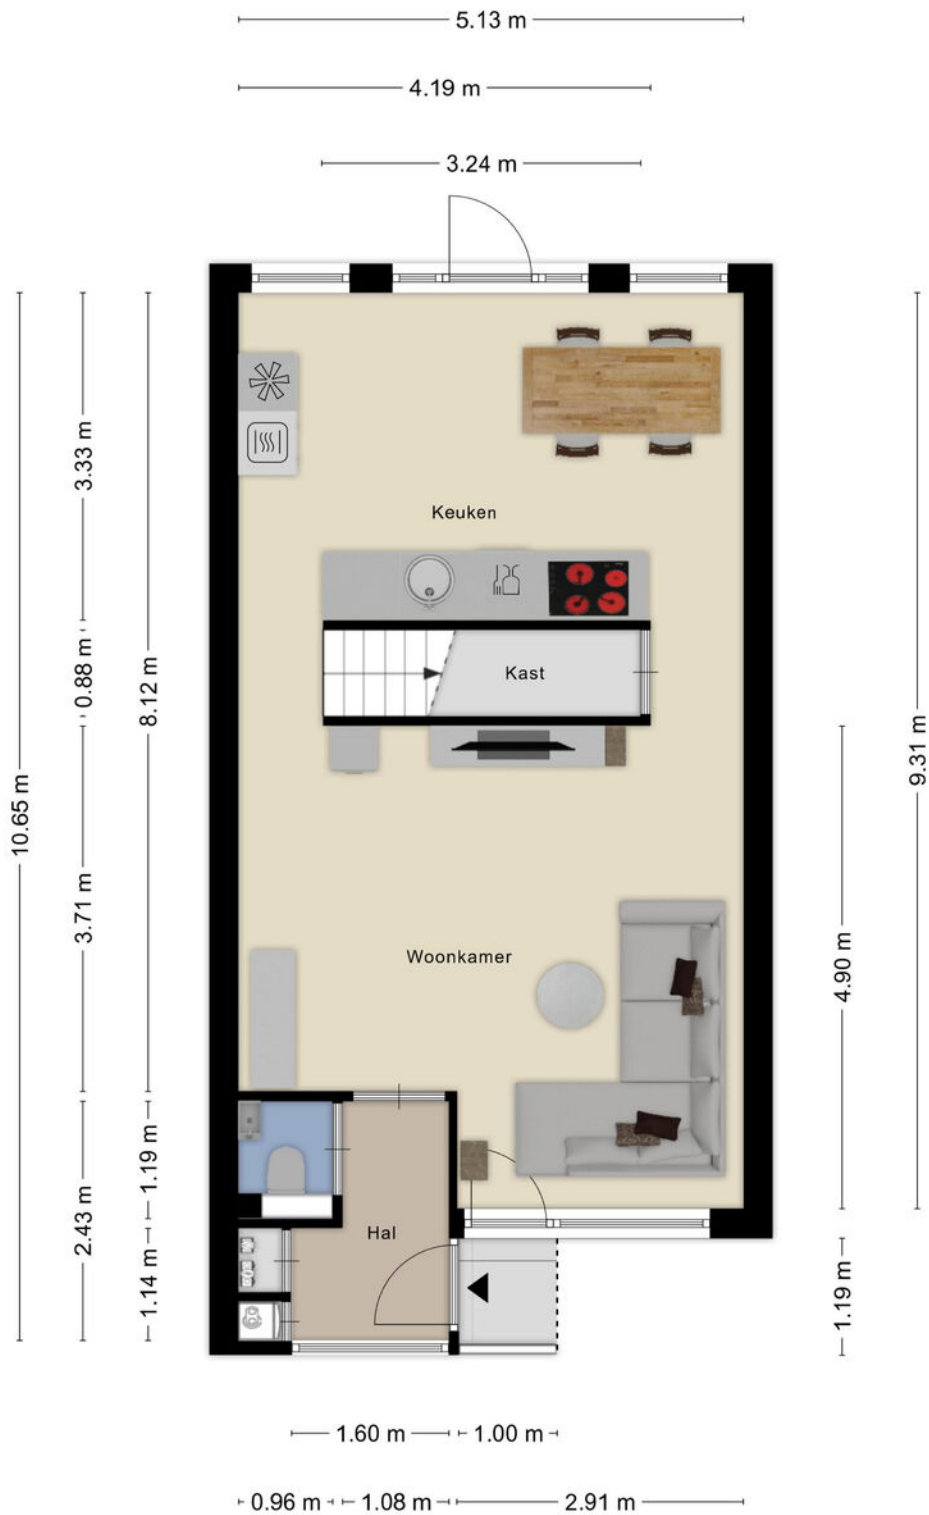 5.13 m
4.19 m
3.24 m
3.33 m
Keuken
0.88 m
Kast
8.12 m
9.31 m
10.65 m
3.71 m
Woonkamer
4.90 m
1.19 m
2.43 m
Hal
1.14 m
1.19 m
1.60 m
1.00 m
0.96 m
1.08 m
2.91 m